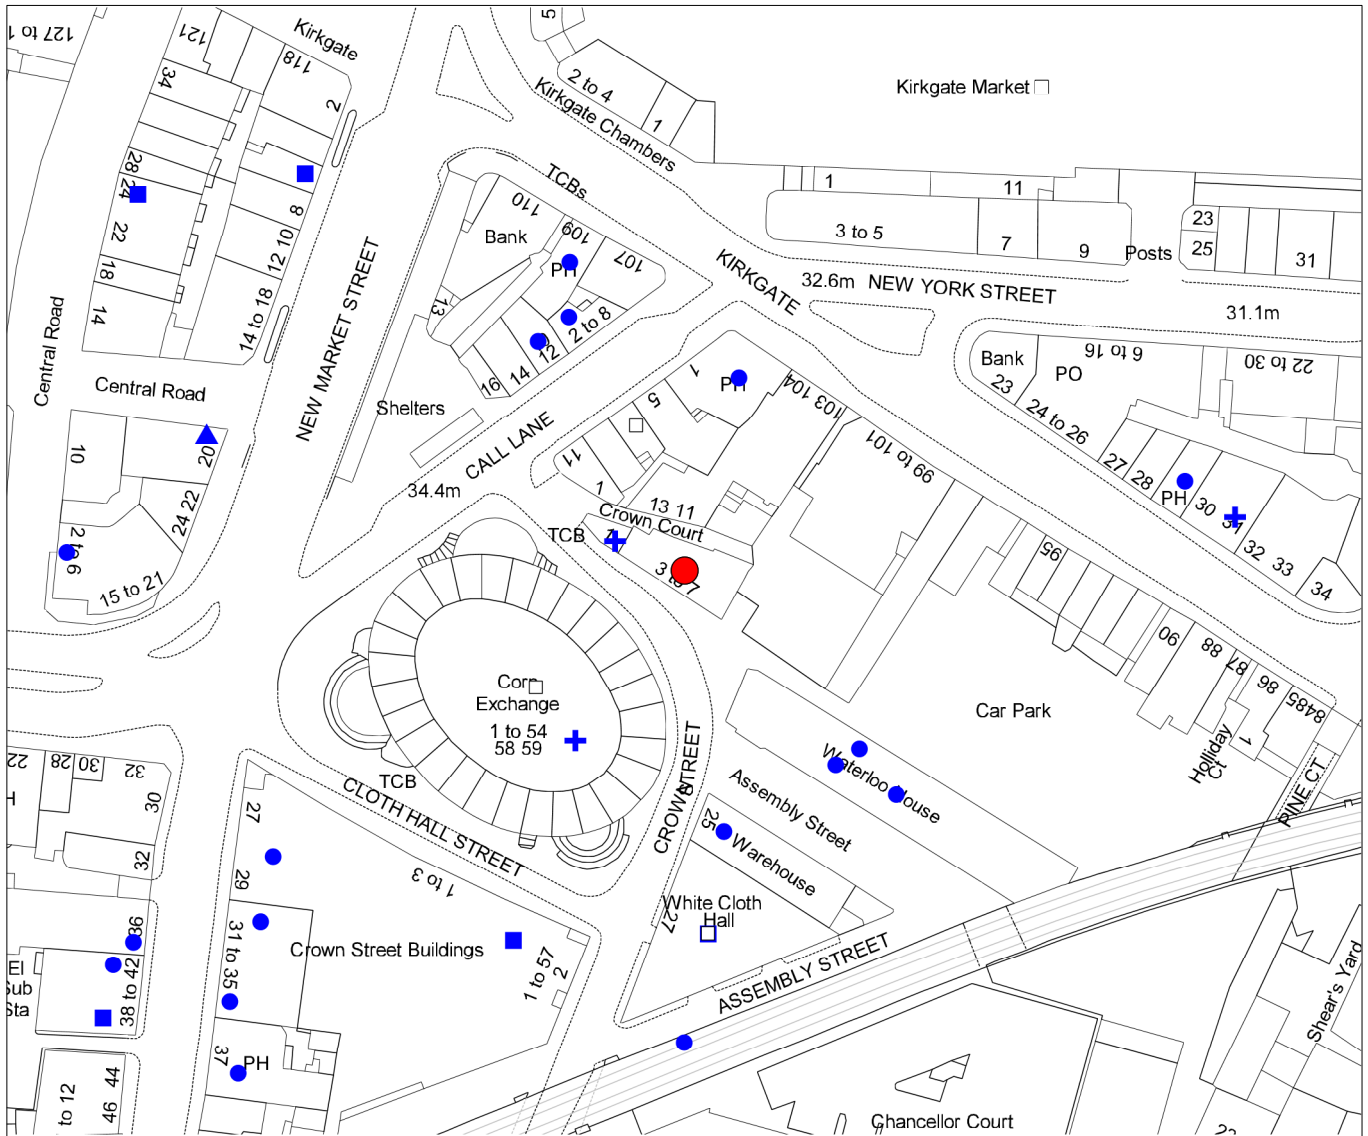 127 to 1
121
Kirkgate
118
34
2
5
2 to 4
Kirkgate Chambers
1
Kirkgate Market
28
24
22
18
14
8
12 10
14 to 18
TCBs
110
109
107
Bank
PH
13
2 to 8
12
14
16
1
11
3 to 5
7
9
Posts
23
25
31
KIRKGATE
32.6m
NEW YORK STREET
31.1m
Central Road
Central Road
NEW MARKET STREET
Shelters
CALL LANE
34.4m
1
PH
5
11
1
104
103
99 to 101
13 11
Crown Court
TCB
Bank
23
PO
6 to 16
22 to 30
24 to 26
27
28
PH
30
31
32
33
34
10
20
24 22
2 to 6
15 to 21
95
90
88
87
86
8485
1
Holliday
Ct
PINE CT
Car Park
Corn
Exchange
1 to 54
58 59
TCB
CLOTH HALL STREET
CROWN STREET
Waterloo House
Assembly Street
25
Warehouse
White Cloth
Hall
27
ASSEMBLY STREET
22
28
30
32
30
32
H
27
29
31 to 35
37
PH
1 to 3
Crown Street Buildings
1 to 57
2
36
38 to 42
El
Sub
Sta
44
46
to 12
Chancellor Court
Shear's Yard